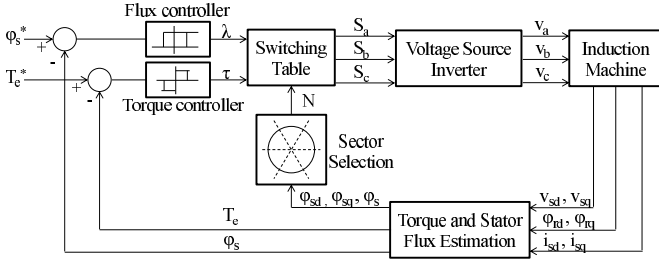 Flux controller
φs*
+
-
λ
Te*
+
-
Torque controller
τ
Switching
Table
Sa
Sb
Sc
Voltage Source
Inverter
va
vb
vc
Induction
Machine
N
Sector
Selection
φsd, φsq, φs
vsd, vsq
φrd, φrq
isd, isq
Torque and Stator
Flux Estimation
Te
φs